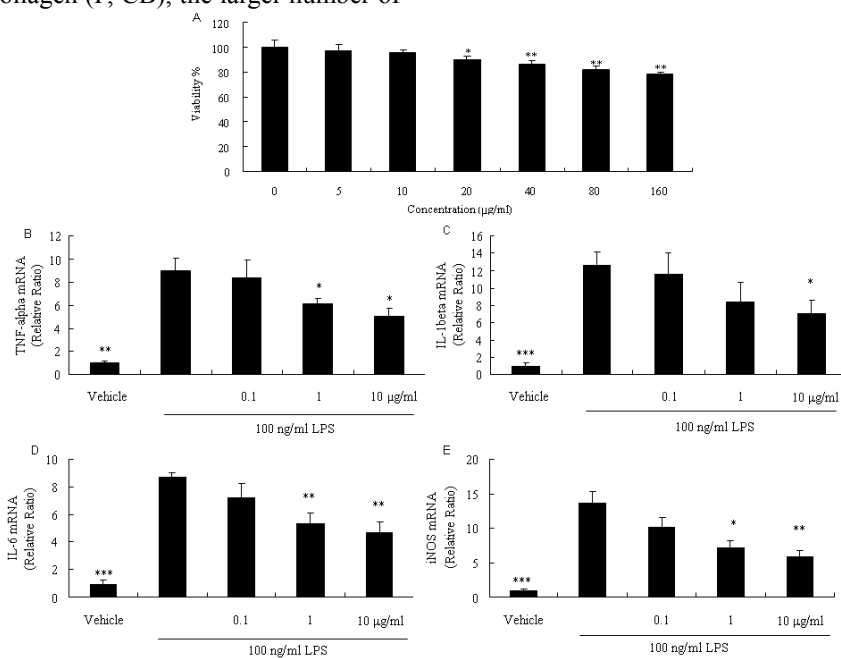 onagen (P, CB), the larger number of
A
Viability %
120
100
80
60
40
20
0
*
**
**
**
0 5 10 20 40 80 160
Concentration (µg/ml)
B
TNF-alpha mRNA
(Relative Ratio)
12
10
8
6
4
2
0
**
*
*
Vehicle 0.1 1 10 µg/ml
100 ng/ml LPS
C
IL-1beta mRNA
(Relative Ratio)
16
14
12
10
8
6
4
2
0
***
*
Vehicle 0.1 1 10 µg/ml
100 ng/ml LPS
D
IL-6 mRNA
(Relative Ratio)
10
8
6
4
2
0
***
**
**
Vehicle 0.1 1 10 µg/ml
100 ng/ml LPS
E
iNOS mRNA
(Relative Ratio)
20
15
10
5
0
***
*
**
Vehicle 0.1 1 10 µg/ml
100 ng/ml LPS